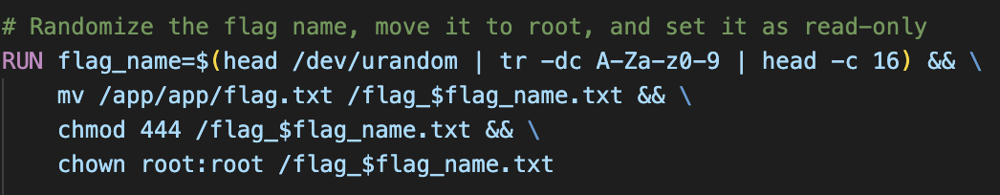 # Randomize the flag name, move it to root, and set it as read-only
RUN flag_name=$(head /dev/urandom | tr -dc A-Za-z0-9 | head -c 16) && \
mv /app/app/flag.txt /flag_$flag_name.txt && \
chmod 444 /flag_$flag_name.txt && \
chown root:root /flag_$flag_name.txt